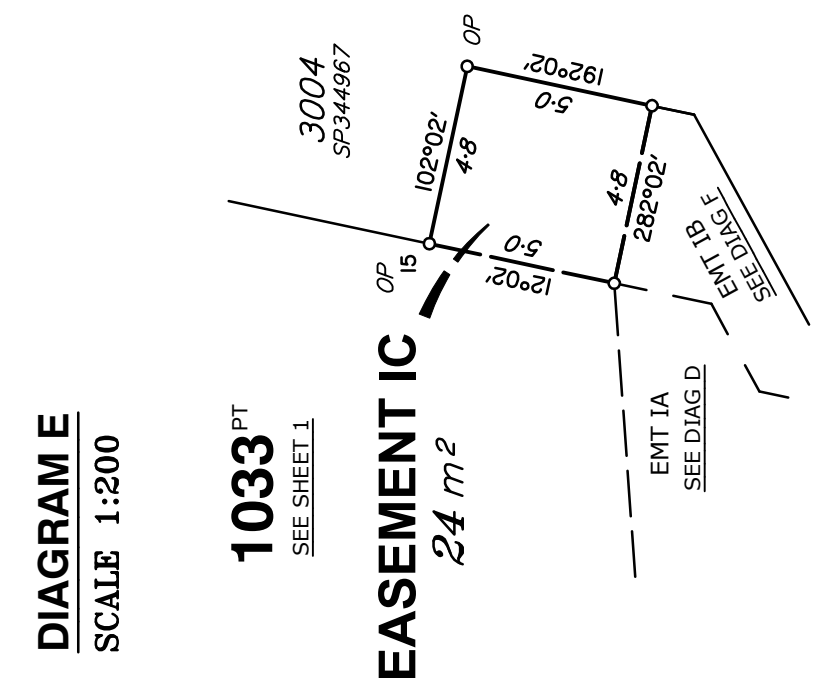 DIAGRAM E
SCALE 1:200
1033 PT
SEE SHEET 1
EASEMENT IC
24 m²
3004
SP344967
OP
15
OP
102°02'
4·8
192°02'
5·0
4·8
282°02'
5·0
12°02'
EMT IA
SEE DIAG D
EMT IB
SEE DIAG F